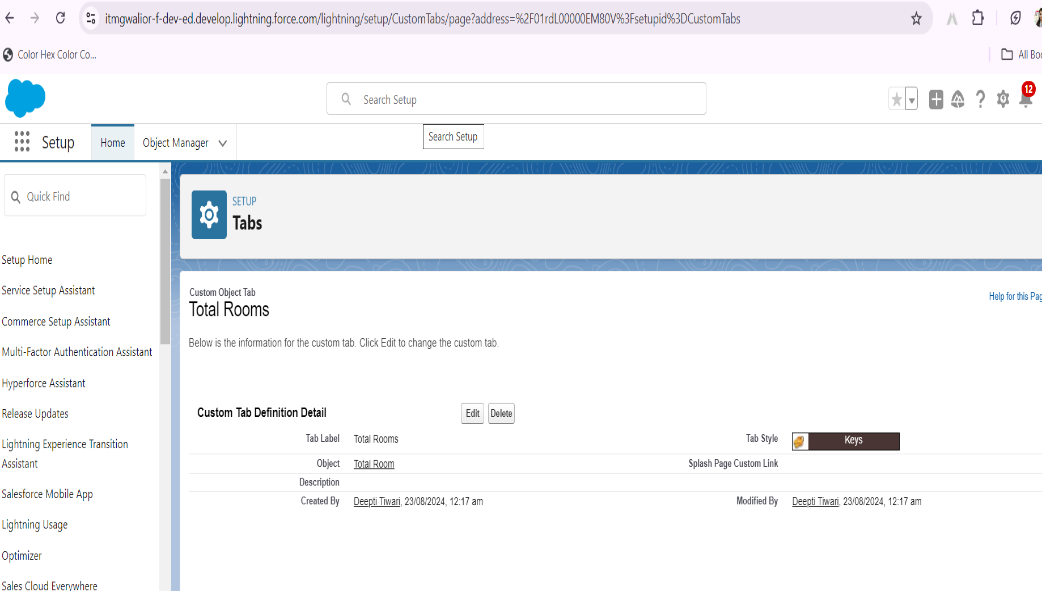 itmgwalior-f-dev-ed.develop.lightning.force.com/lightning/setup/CustomTabs/page?address=%2F01rdL00000EM80V%3Fsetupid%3DCustomTabs
Color Hex Color Co...
All Boo
Search Setup
12
Setup
Home
Object Manager
Search Setup
Quick Find
SETUP
Tabs
Setup Home
Service Setup Assistant
Commerce Setup Assistant
Multi-Factor Authentication Assistant
Hyperforce Assistant
Release Updates
Lightning Experience Transition
Assistant
Salesforce Mobile App
Lightning Usage
Optimizer
Sales Cloud Everywhere
Custom Object Tab
Total Rooms
Help for this Pag
Below is the information for the custom tab. Click Edit to change the custom tab.
Custom Tab Definition Detail
Edit
Delete
Tab Label Total Rooms
Tab Style Keys
Object Total Room
Splash Page Custom Link
Description
Created By Deepti Tiwari, 23/08/2024, 12:17 am
Modified By Deepti Tiwari, 23/08/2024, 12:17 am